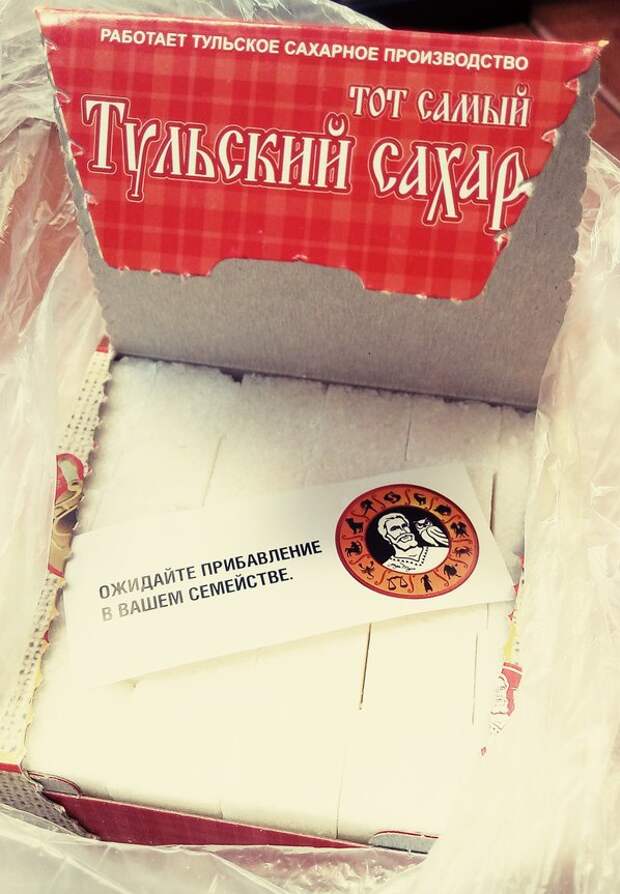 РАБОТАЕТ ТУЛЬСКОЕ САХАРНОЕ ПРОИЗВОДСТВО
ТОТ САМЫЙ
ТУЛЬСКИЙ САХАР
ОЖИДАЙТЕ ПРИБАВЛЕНИЕ
В ВАШЕМ СЕМЕЙСТВЕ.